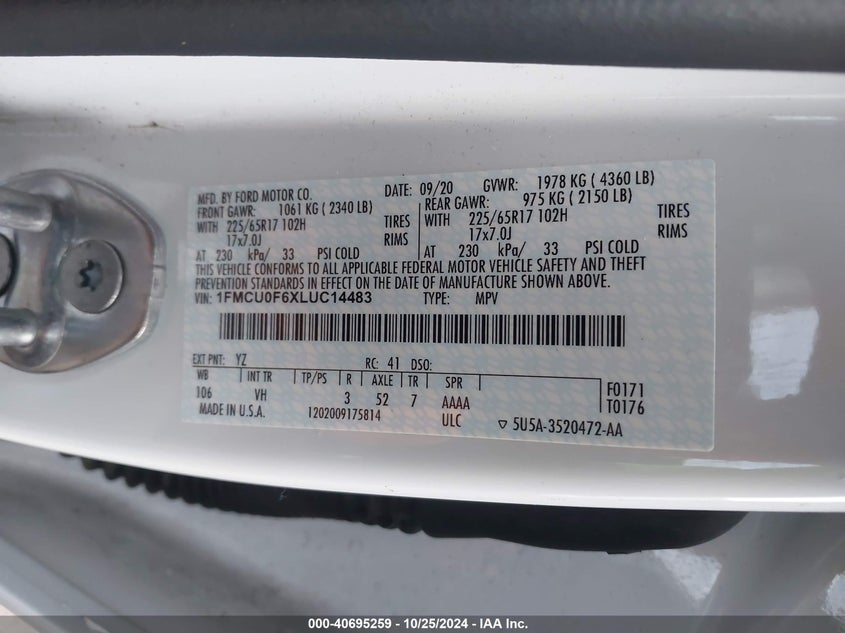 MFD. BY FORD MOTOR CO. DATE: 09/20 GVWR: 1978 KG ( 4360 LB)
FRONT GAWR: 1061 KG ( 2340 LB) REAR GAWR: 975 KG ( 2150 LB)
WITH 225/65R17 102H TIRES WITH 225/65R17 102H TIRES
17x7.0J RIMS 17x7.0J RIMS
AT 230 kPa/ 33 PSI COLD AT 230 kPa/ 33 PSI COLD
THIS VEHICLE CONFORMS TO ALL APPLICABLE FEDERAL MOTOR VEHICLE SAFETY AND THEFT
PREVENTION STANDARDS IN EFFECT ON THE DATE OF MANUFACTURE SHOWN ABOVE.
VIN: 1FMCU0F6XLUC14483 TYPE: MPV
EXT PNT: YZ RC: 41 DSO:
WB INT TR TP/PS R AXLE TR SPR F0171
106 VH 3 52 7 AAAA T0176
MADE IN U.S.A. 1202009175814 ULC ▽ 5U5A-3520472-AA
000-40695259 - 10/25/2024 - IAA Inc.